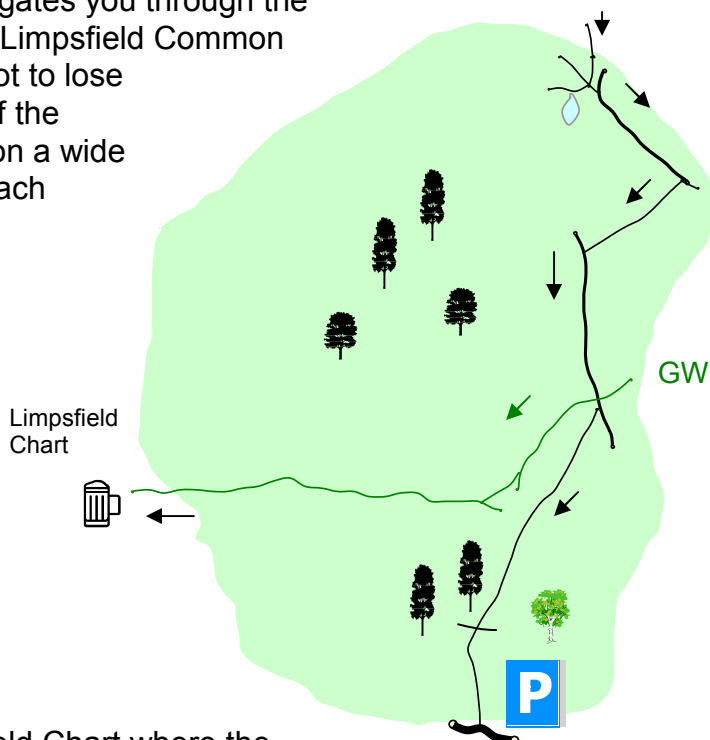 gates you through the
Limpsfield Common
ot to lose
f the
on a wide
ach
GW
Limpsfield
Chart
P
ld Chart where the